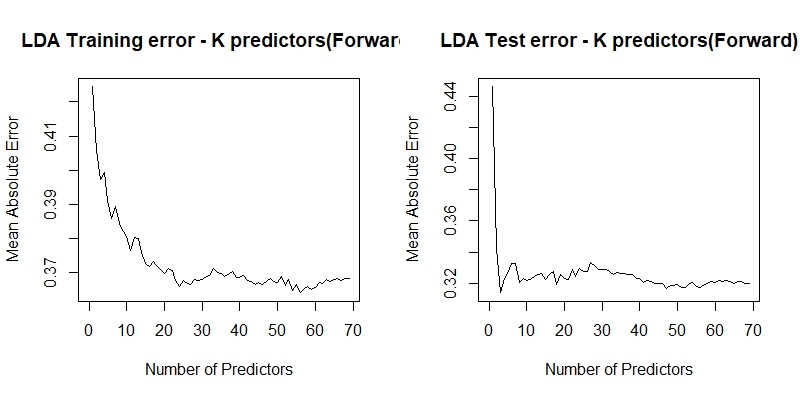 LDA Training error - K predictors(Forwar
Mean Absolute Error
0.41
0.39
0.37
0 10 20 30 40 50 60 70
Number of Predictors
LDA Test error - K predictors(Forward)
Mean Absolute Error
0.44
0.40
0.36
0.32
0 10 20 30 40 50 60 70
Number of Predictors